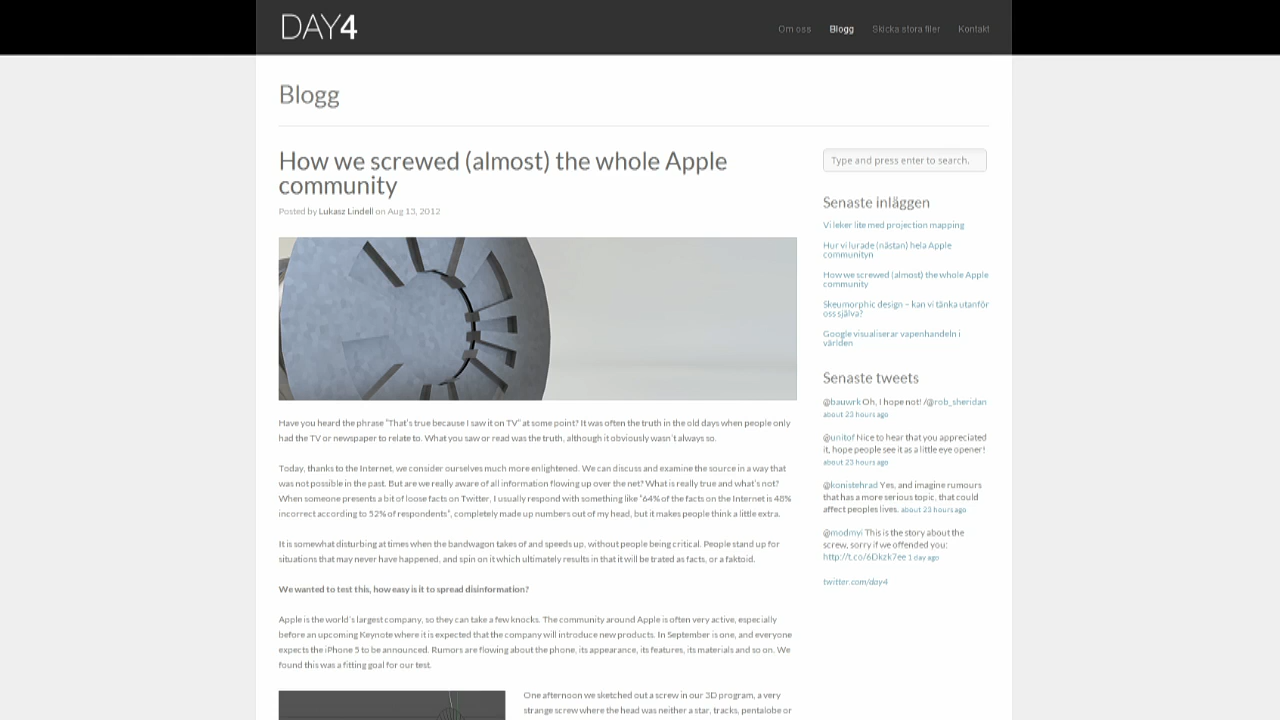 DAY4
Om oss
Blogg
Skicka stora filer
Kontakt
Blogg
How we screwed (almost) the whole Apple
community
Posted by Lukasz Lindell on Aug 13, 2012
Have you heard the phrase "That's true because I saw it on TV" at some point? It was often the truth in the old days when people only
had the TV or newspaper to relate to. What you saw or read was the truth, although it obviously wasn't always so.
Today, thanks to the Internet, we consider ourselves much more enlightened. We can discuss and examine the source in a way that
was not possible in the past. But are we really aware of all information flowing up over the net? What is really true and what's not?
When someone presents a bit of loose facts on Twitter, I usually respond with something like "64% of the facts on the Internet is 48%
incorrect according to 52% of respondents", completely made up numbers out of my head, but it makes people think a little extra.
It is somewhat disturbing at times when the bandwagon takes of and speeds up, without people being critical. People stand up for
situations that may never have happened, and spin on it which ultimately results in that it will be trated as facts, or a faktoid.
We wanted to test this, how easy is it to spread disinformation?
Apple is the world's largest company, so they can take a few knocks. The community around Apple is often very active, especially
before an upcoming Keynote where it is expected that the company will introduce new products. In September is one, and everyone
expects the iPhone 5 to be announced. Rumors are flowing about the phone, its appearance, its features, its materials and so on. We
found this was a fitting goal for our test.
One afternoon we sketched out a screw in our 3D program, a very
strange screw where the head was neither a star, tracks, pentalobe or
Type and press enter to search.
Senaste inläggen
Vi leker lite med projection mapping
Hur vi lurade (nästan) hela Apple
communityn
How we screwed (almost) the whole Apple
community
Skeumorphic design – kan vi tänka utanför
oss själva?
Google visualiserar vapenhandeln i
världen
Senaste tweets
@bauwrk Oh, I hope not! /@rob_sheridan
about 23 hours ago
@unitof Nice to hear that you appreciated
it, hope people see it as a little eye opener!
about 23 hours ago
@konistehrad Yes, and imagine rumours
that has a more serious topic, that could
affect peoples lives. about 23 hours ago
@modmyi This is the story about the
screw, sorry if we offended you:
http://t.co/6Dkzk7ee 1 day ago
twitter.com/day4